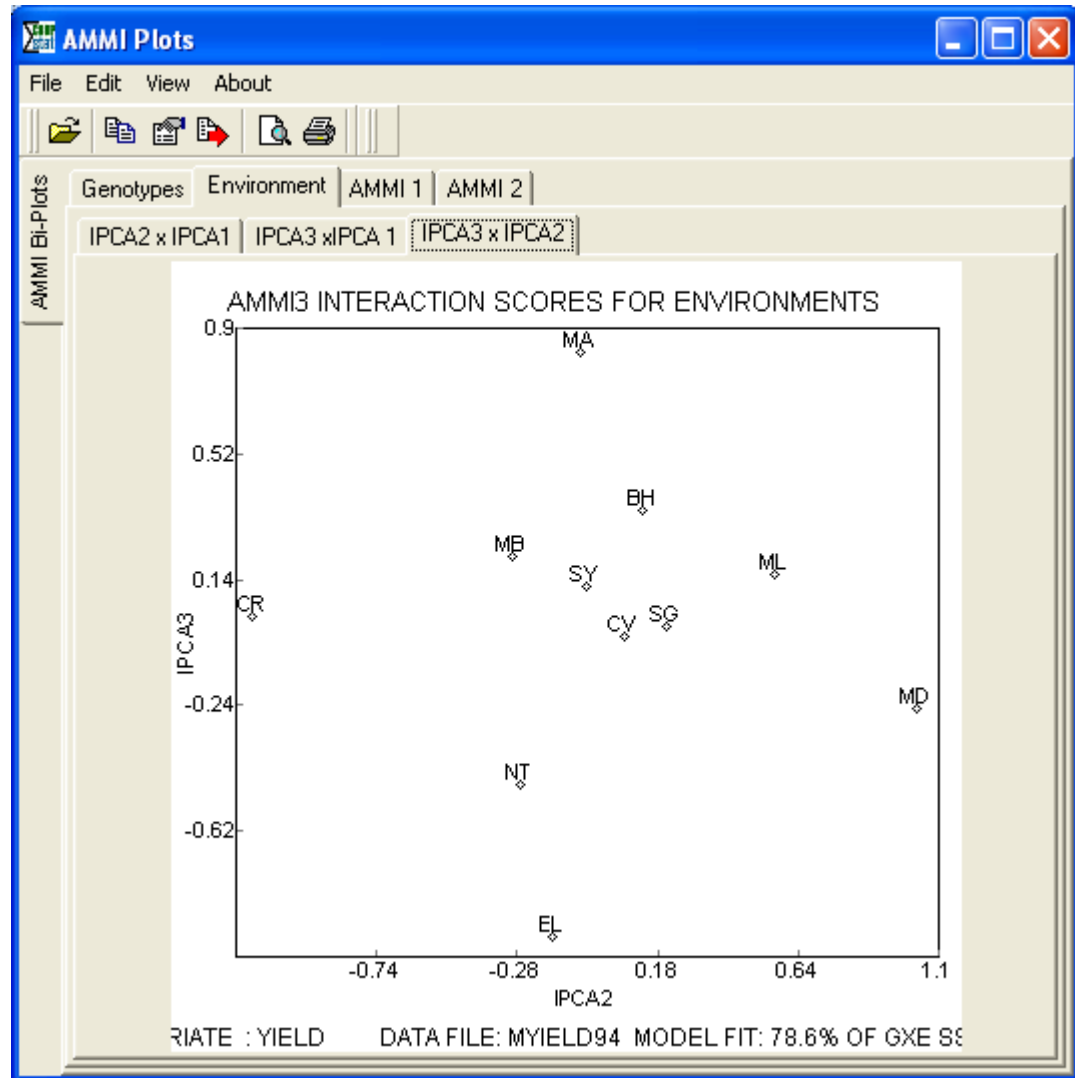 AMMI Plots
File Edit View About
AMMI Bi-Plots
Genotypes Environment AMMI 1 AMMI 2
IPCA2 x IPCA1 IPCA3 xIPCA 1 IPCA3 x IPCA2
AMMI3 INTERACTION SCORES FOR ENVIRONMENTS
0.9
MA
0.52
BH
MB
ML
SY
0.14
CR
SG
CV
IPCA3
MD
-0.24
NT
-0.62
EL
-0.74 -0.28 0.18 0.64 1.1
IPCA2
RIATE : YIELD DATA FILE: MYIELD94 MODEL FIT: 78.6% OF GXE SS